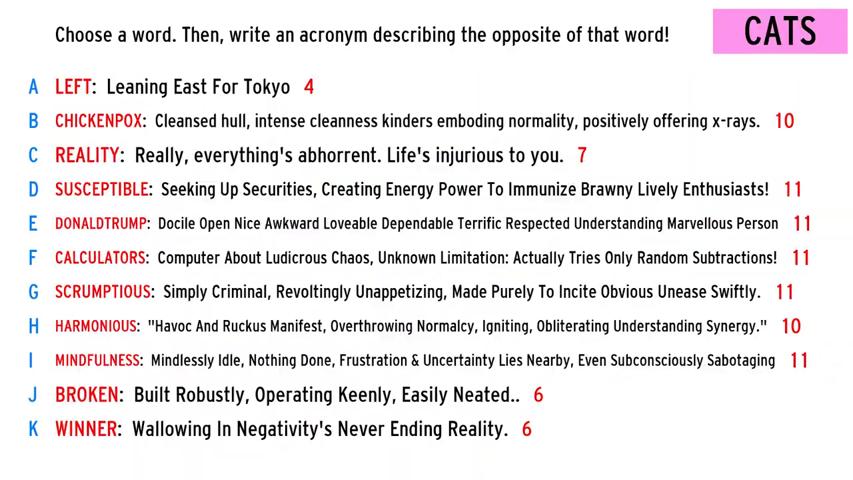 Choose a word. Then, write an acronym describing the opposite of that word!
CATS
A LEFT: Leaning East For Tokyo 4
B CHICKENPOX: Cleansed hull, intense cleanness kinders emboding normality, positively offering x-rays. 10
C REALITY: Really, everything's abhorrent. Life's injurious to you. 7
D SUSCEPTIBLE: Seeking Up Securities, Creating Energy Power To Immunize Brawny Lively Enthusiasts! 11
E DONALDTRUMP: Docile Open Nice Awkward Loveable Dependable Terrific Respected Understanding Marvellous Person 11
F CALCULATORS: Computer About Ludicrous Chaos, Unknown Limitation: Actually Tries Only Random Subtractions! 11
G SCRUMPTIOUS: Simply Criminal, Revoltingly Unappetizing, Made Purely To Incite Obvious Unease Swiftly. 11
H HARMONIOUS: "Havoc And Ruckus Manifest, Overthrowing Normalcy, Igniting, Obliterating Understanding Synergy." 10
I MINDFULNESS: Mindlessly Idle, Nothing Done, Frustration & Uncertainty Lies Nearby, Even Subconsciously Sabotaging 11
J BROKEN: Built Robustly, Operating Keenly, Easily Neated.. 6
K WINNER: Wallowing In Negativity's Never Ending Reality. 6